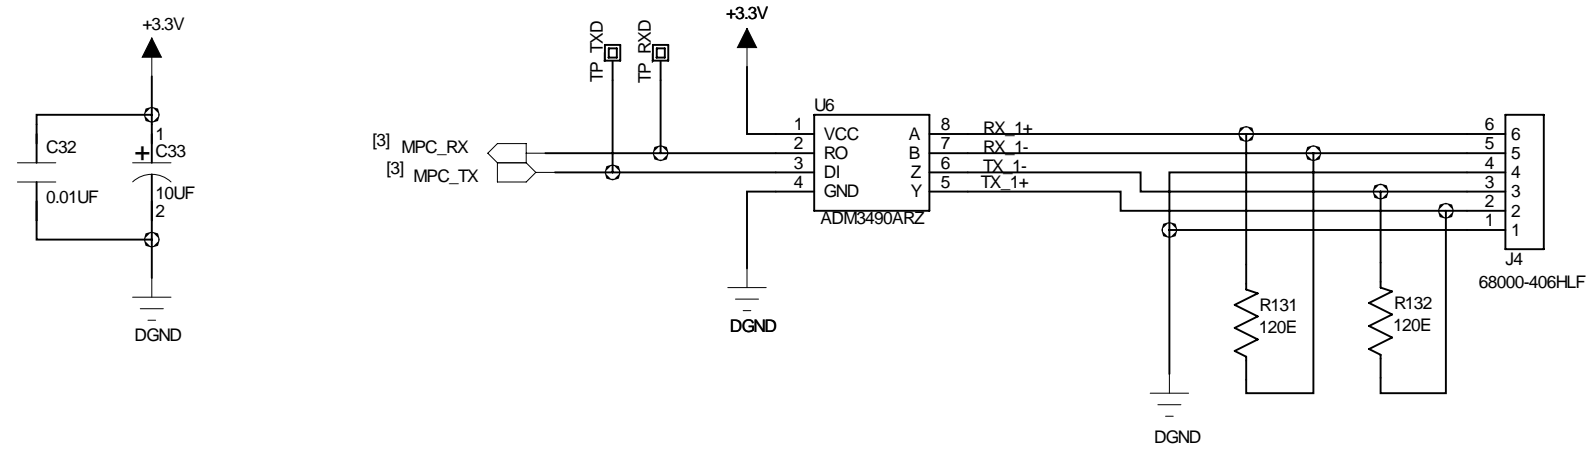 +3.3V
1
C32
+
C33
0.01UF
10UF
2
DGND
TP_TXD
TP_RXD
+3.3V
[3] MPC_RX
[3] MPC_TX
U6
1 VCC A 8 RX_1+
2 RO B 7 RX_1-
3 DI Z 6 TX_1-
4 GND Y 5 TX_1+
ADM3490ARZ
DGND
6 6
5 5
4 4
3 3
2 2
1 1
J4
68000-406HLF
R131
120E
R132
120E
DGND